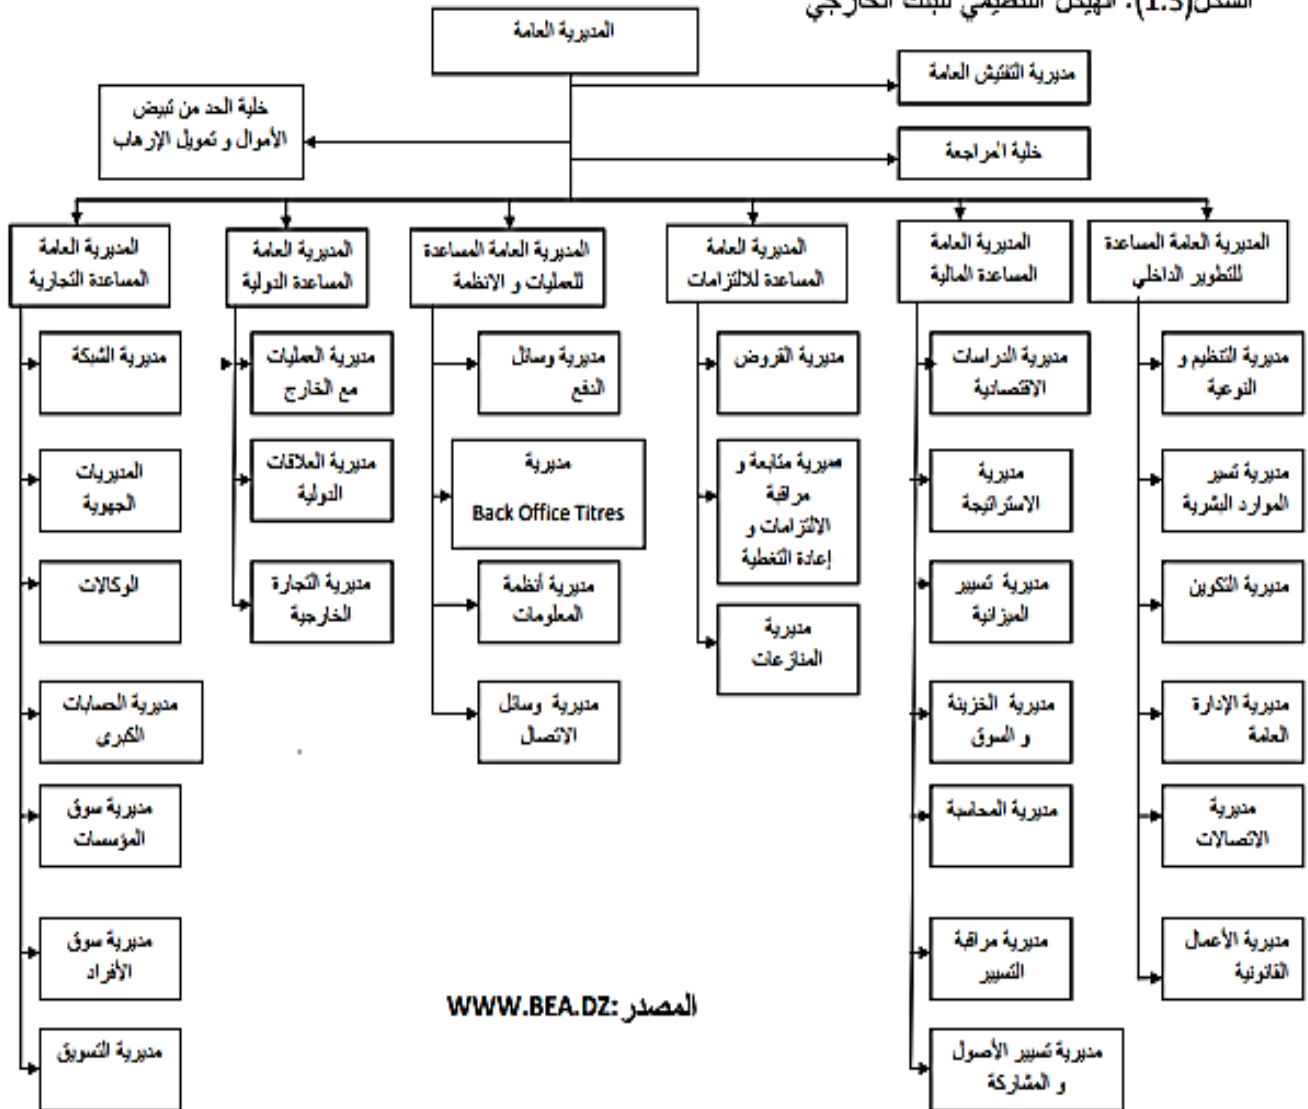 الشكل(1.3): الهيكل التنظيمي للبنك الخارجي
المديرية العامة
مديرية التفتيش العامة
خلية الحد من تبيض
الأموال و تمويل الإرهاب
خلية المراجعة
المديرية العامة المساعدة
للتطوير الداخلي
المديرية العامة
المساعدة المالية
المديرية العامة
المساعدة للالتزامات
المديرية العامة المساعدة
للعمليات و الانظمة
المديرية العامة
المساعدة الدولية
المديرية العامة
المساعدة التجارية
مديرية التنظيم و
النوعية
مديرية الدراسات
الاقتصادية
مديرية القروض
مديرية وسائل
الدفع
مديرية العمليات
مع الخارج
مديرية الشبكة
مديرية تسير
الموارد البشرية
مديرية
الاستراتيجة
مديرية متابعة و
مراقبة
الالتزامات و
إعادة التغطية
مديرية
Back Office Titres
مديرية العلاقات
الدولية
المديريات
الجهوية
مديرية التكوين
مديرية تسيير
الميزانية
مديرية
المنازعات
مديرية أنظمة
المعلومات
مديرية التجارة
الخارجية
الوكالات
مديرية الإدارة
العامة
مديرية الخزينة
و السوق
مديرية وسائل
الاتصال
مديرية الحسابات
الكبرى
مديرية
الاتصالات
مديرية المحاسبة
مديرية سوق
المؤسسات
مديرية الأعمال
القانونية
مديرية مراقبة
التسيير
مديرية سوق
الأفراد
مديرية تسيير الأصول
و المشاركة
مديرية التسويق
المصدر:WWW.BEA.DZ